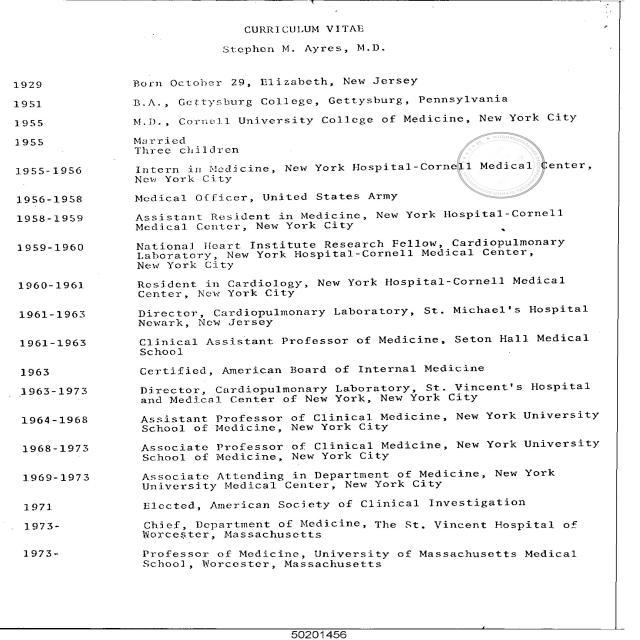 CURRICULUM VITAE
Stephen M. Ayres, M.D.
1929 Born October 29, Elizabeth, New Jersey
1951 B.A., Gettysburg College, Gettysburg, Pennsylvania
1955 M.D., Cornell University College of Medicine, New York City
1955 Married
Three children
1955-1956 Intern in Medicine, New York Hospital-Cornell Medical Center,
New York City
1956-1958 Medical Officer, United States Army
1958-1959 Assistant Resident in Medicine, New York Hospital-Cornell
Medical Center, New York City
1959-1960 National Heart Institute Research Fellow, Cardiopulmonary
Laboratory, New York Hospital-Cornell Medical Center,
New York City
1960-1961 Resident in Cardiology, New York Hospital-Cornell Medical
Center, New York City
1961-1963 Director, Cardiopulmonary Laboratory, St. Michael's Hospital
Newark, New Jersey
1961-1963 Clinical Assistant Professor of Medicine, Seton Hall Medical
School
1963 Certified, American Board of Internal Medicine
1963-1973 Director, Cardiopulmonary Laboratory, St. Vincent's Hospital
and Medical Center of New York, New York City
1964-1968 Assistant Professor of Clinical Medicine, New York University
School of Medicine, New York City
1968-1973 Associate Professor of Clinical Medicine, New York University
School of Medicine, New York City
1969-1973 Associate Attending in Department of Medicine, New York
University Medical Center, New York City
1971 Elected, American Society of Clinical Investigation
1973- Chief, Department of Medicine, The St. Vincent Hospital of
Worcester, Massachusetts
1973- Professor of Medicine, University of Massachusetts Medical
School, Worcester, Massachusetts
50201456